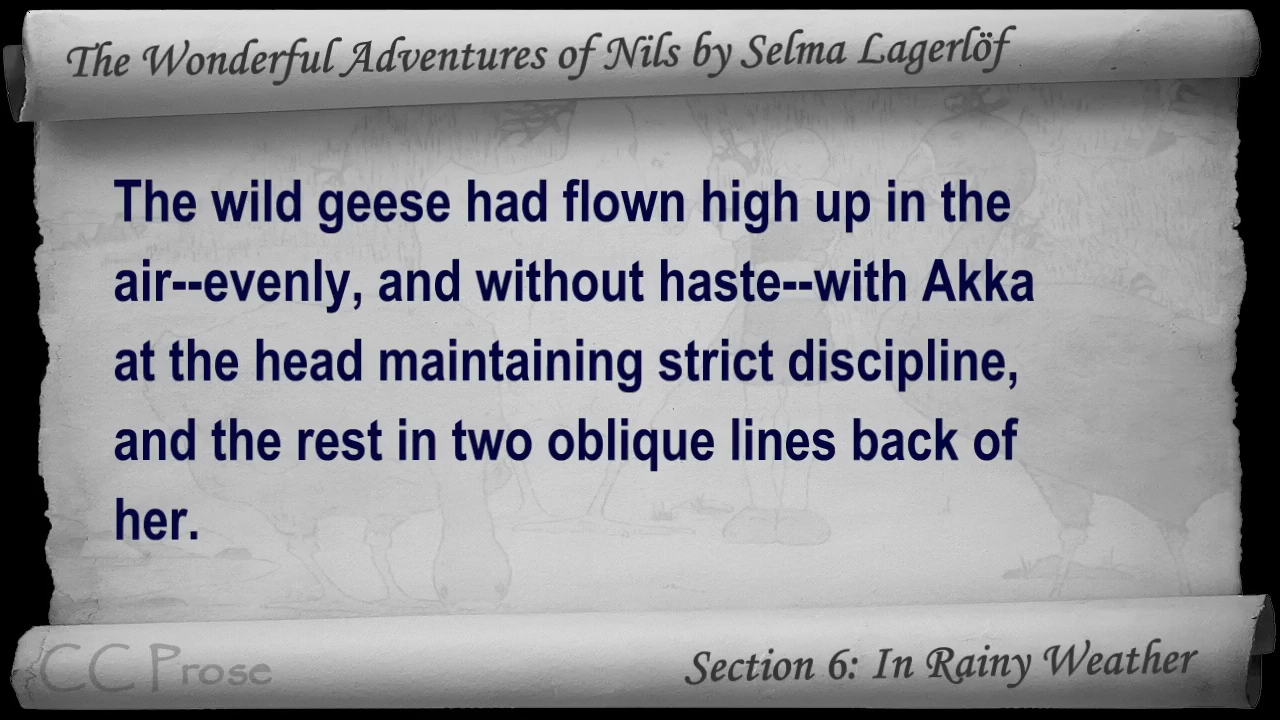 The Wonderful Adventures of Nils by Selma Lagerlöf
The wild geese had flown high up in the
air--evenly, and without haste--with Akka
at the head maintaining strict discipline,
and the rest in two oblique lines back of
her.
CC Prose
Section 6: In Rainy Weather